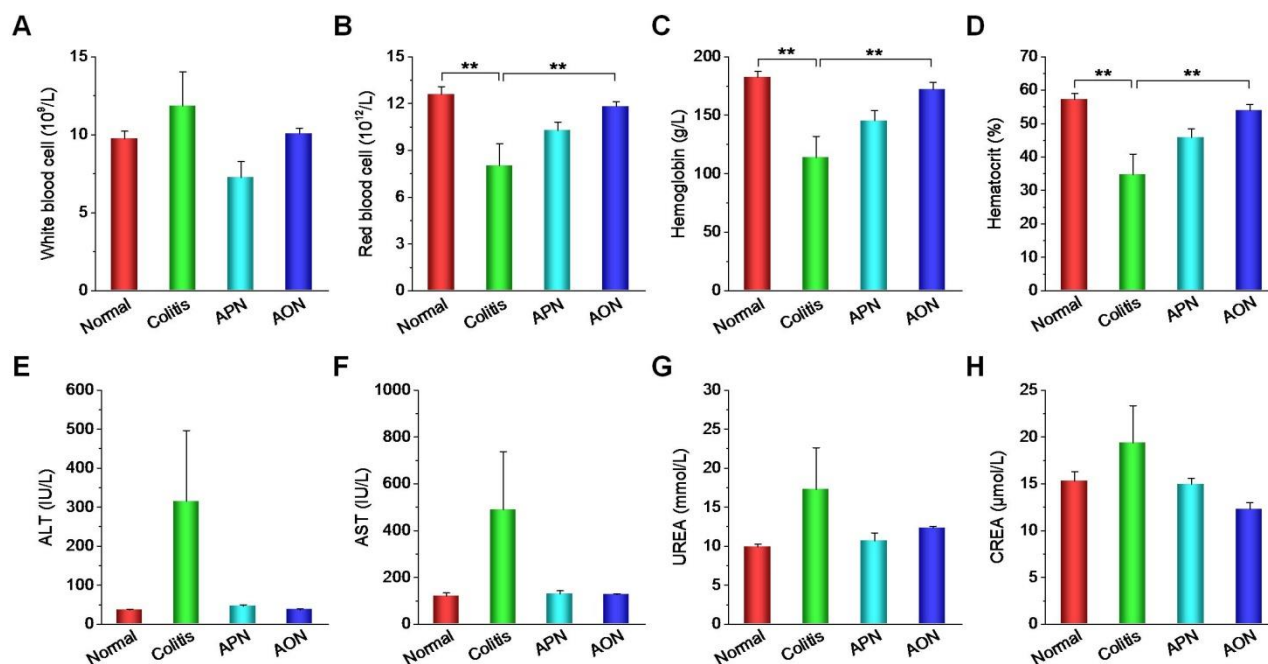 A
White blood cell (10⁹/L)
15
10
5
0
Normal
Colitis
APN
AON
B
Red blood cell (10¹²/L)
15
12
9
6
3
0
**
**
Normal
Colitis
APN
AON
C
Hemoglobin (g/L)
200
150
100
50
0
**
**
Normal
Colitis
APN
AON
D
Hematocrit (%)
70
60
50
40
30
20
10
0
**
**
Normal
Colitis
APN
AON
E
ALT (IU/L)
600
500
400
300
200
100
50
0
Normal
Colitis
APN
AON
F
AST (IU/L)
1000
800
600
400
200
0
Normal
Colitis
APN
AON
G
UREA (mmol/L)
30
25
20
15
10
5
0
Normal
Colitis
APN
AON
H
CREA (μmol/L)
25
20
15
10
5
0
Normal
Colitis
APN
AON